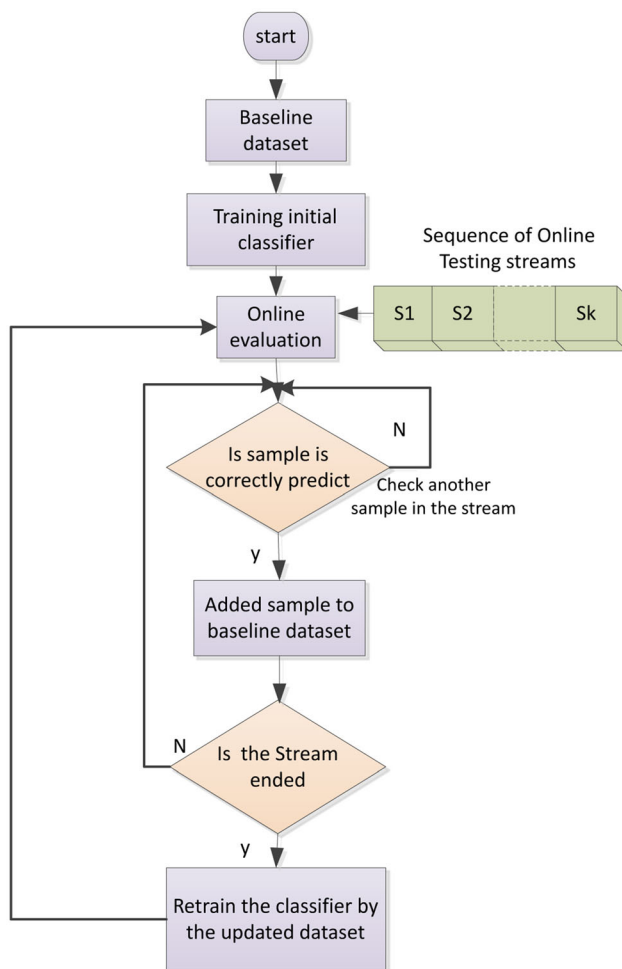 start
Baseline
dataset
Training initial
classifier
Sequence of Online
Testing streams
Online
evaluation
S1
S2
Sk
Is sample is
correctly predict
N
Check another
sample in the stream
y
Added sample to
baseline dataset
N
Is the Stream
ended
y
Retrain the classifier by
the updated dataset